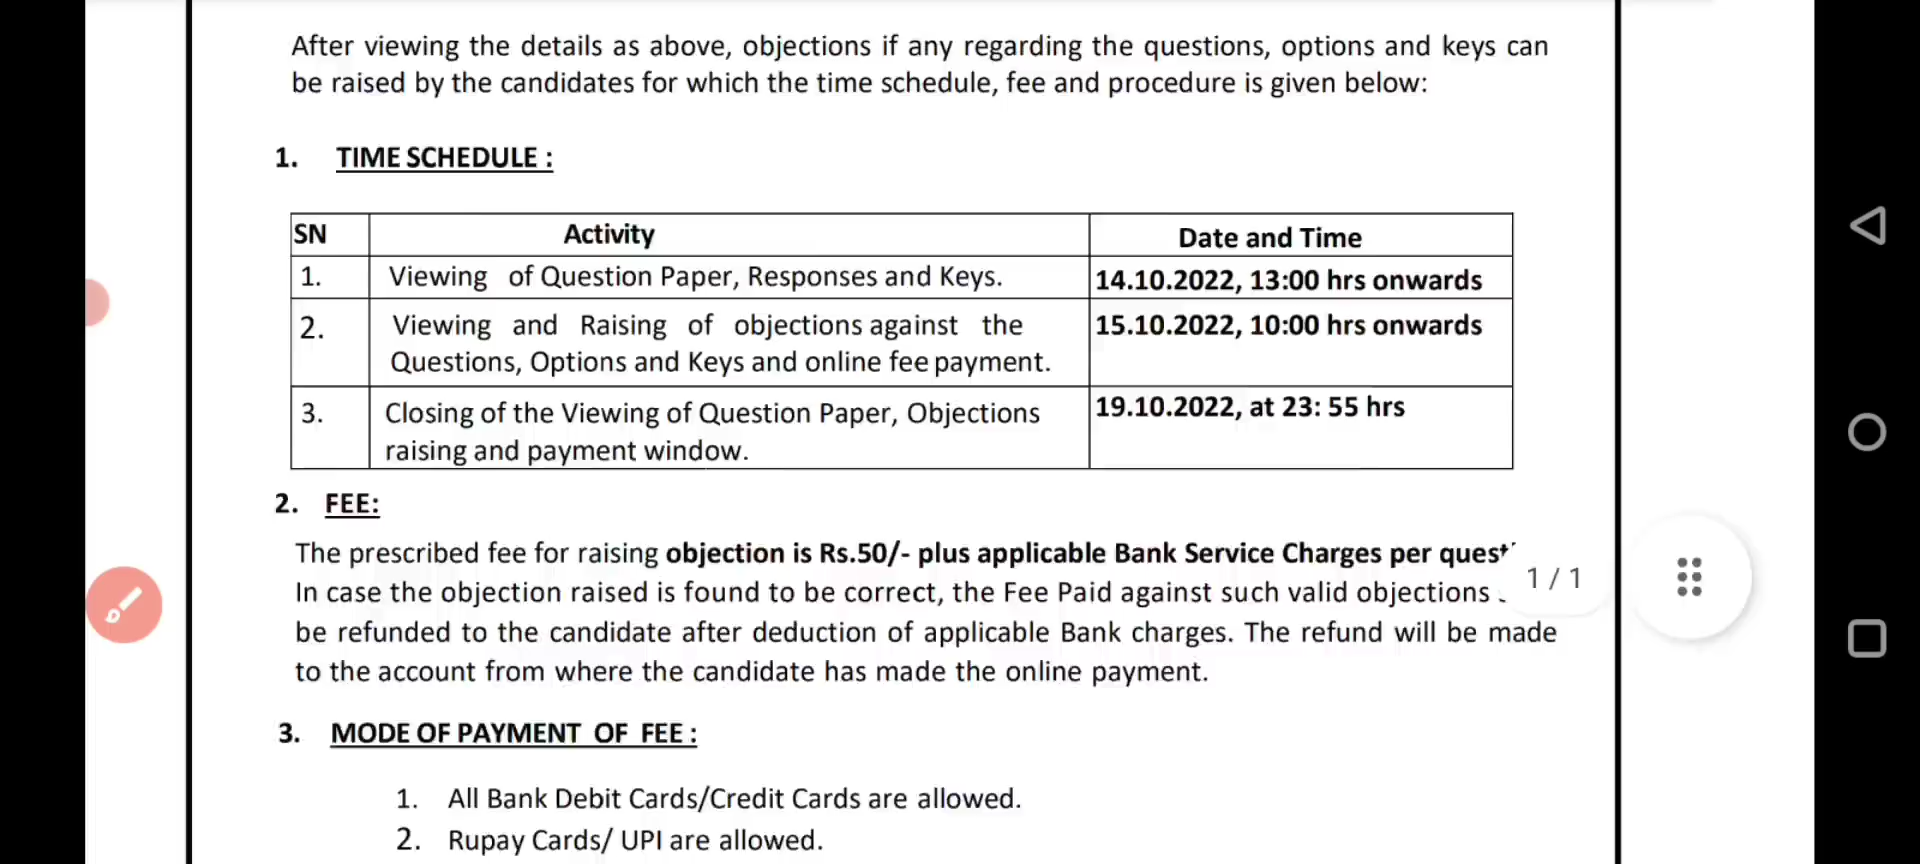 After viewing the details as above, objections if any regarding the questions, options and keys can
be raised by the candidates for which the time schedule, fee and procedure is given below:
1. TIME SCHEDULE :
SN Activity Date and Time
1. Viewing of Question Paper, Responses and Keys. 14.10.2022, 13:00 hrs onwards
2. Viewing and Raising of objections against the 15.10.2022, 10:00 hrs onwards
Questions, Options and Keys and online fee payment.
3. Closing of the Viewing of Question Paper, Objections 19.10.2022, at 23: 55 hrs
raising and payment window.
2. FEE:
The prescribed fee for raising objection is Rs.50/- plus applicable Bank Service Charges per
1 / 1
In case the objection raised is found to be correct, the Fee Paid against such valid objections
be refunded to the candidate after deduction of applicable Bank charges. The refund will be made
to the account from where the candidate has made the online payment.
3. MODE OF PAYMENT OF FEE :
1. All Bank Debit Cards/Credit Cards are allowed.
2. Rupay Cards/ UPI are allowed.